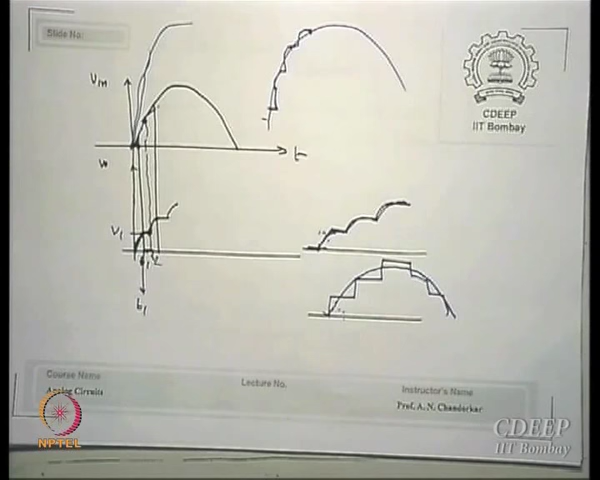 Slide No:
Vm
t
V1
t1
CDEEP
IIT Bombay
Course Name
Analog Circuits
Lecture No.
Instructor's Name
Prof. A. N. Chandorkar
NPTEL
CDEEP
IIT Bombay